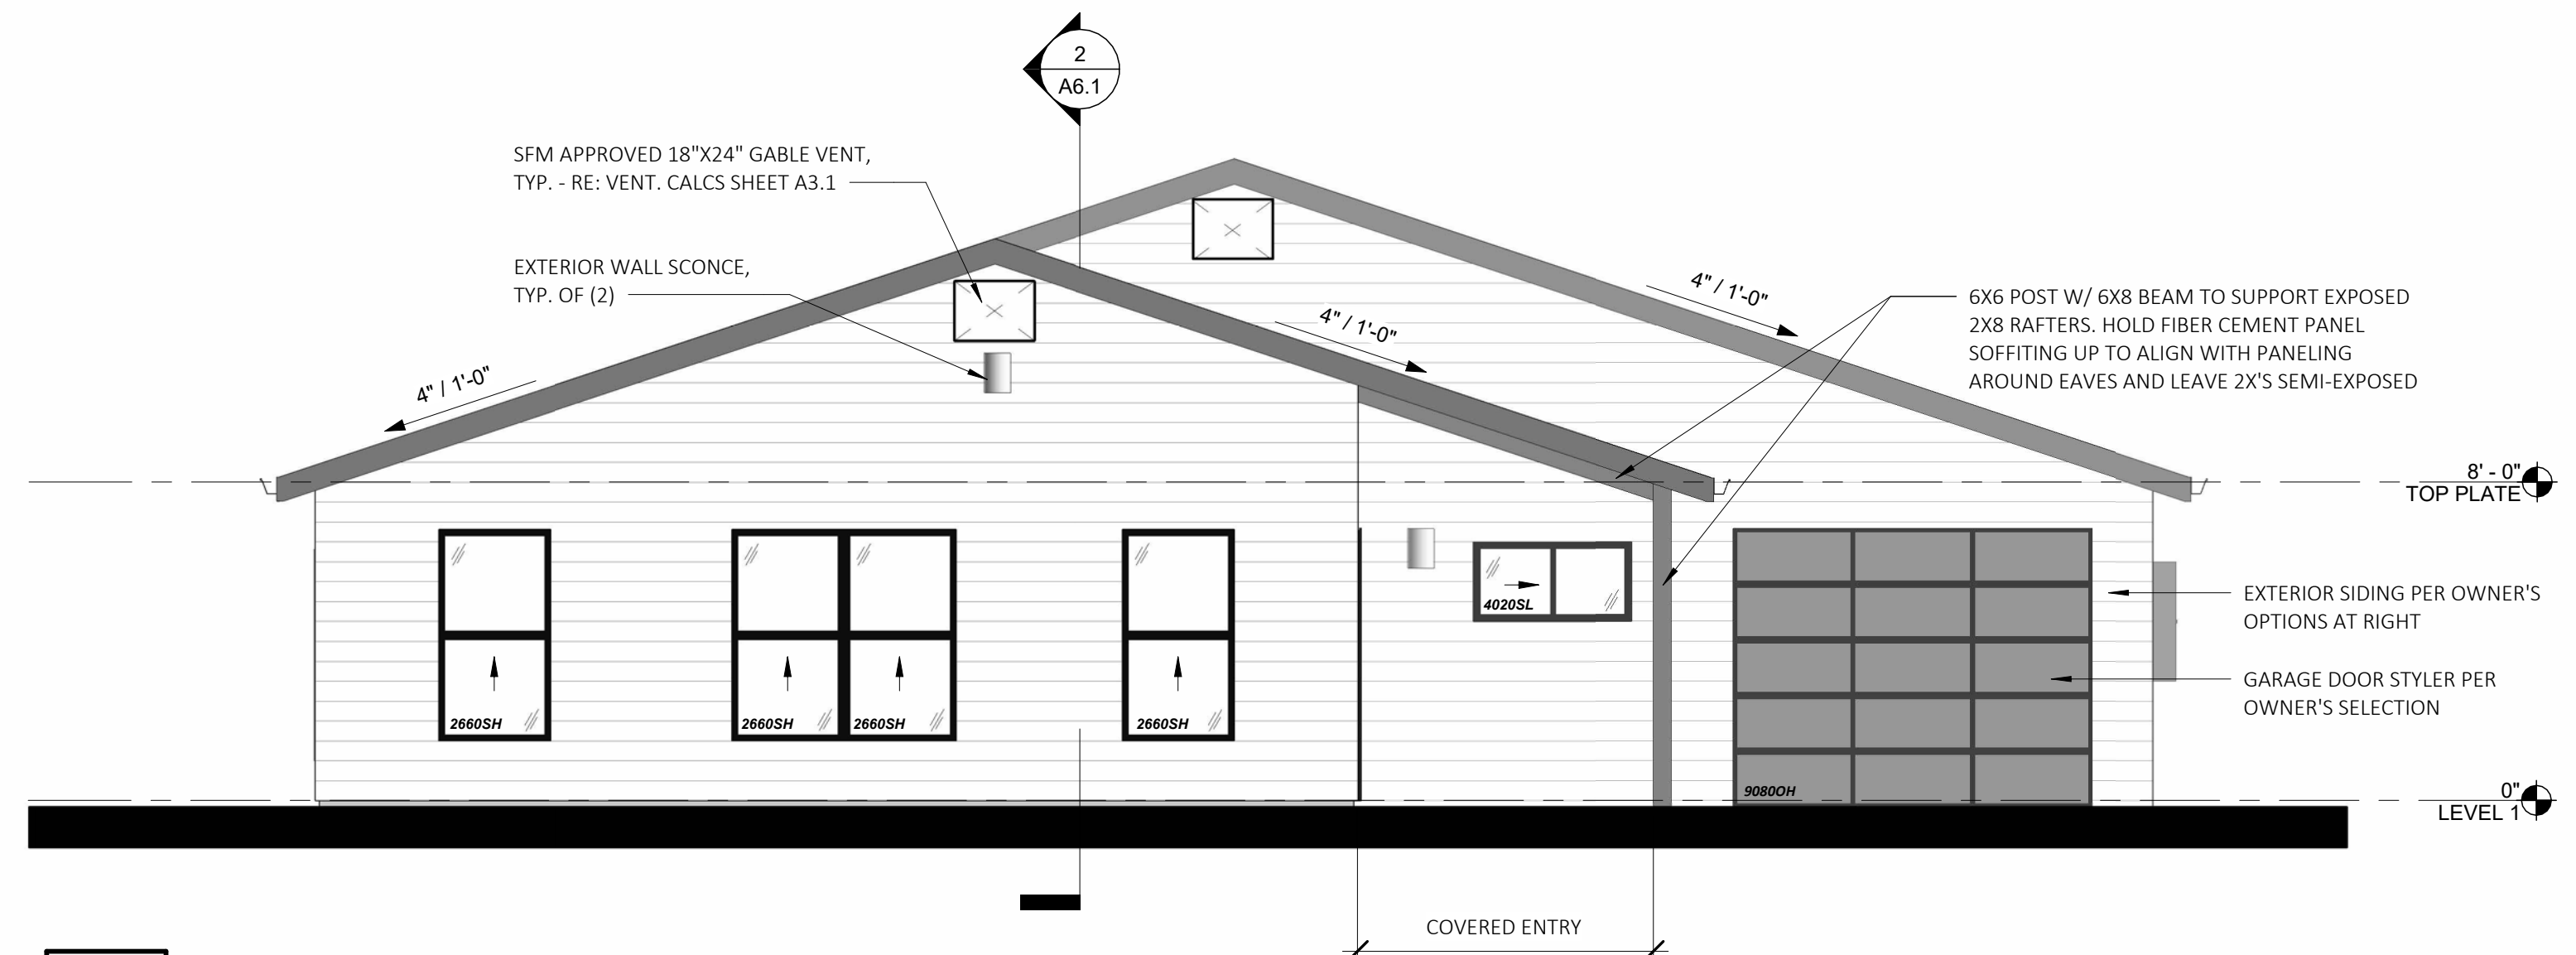 2
A6.1
SFM APPROVED 18"X24" GABLE VENT,
TYP. - RE: VENT. CALCS SHEET A3.1
EXTERIOR WALL SCONCE,
TYP. OF (2)
4" / 1'-0"
4" / 1'-0"
4" / 1'-0"
6X6 POST W/ 6X8 BEAM TO SUPPORT EXPOSED
2X8 RAFTERS. HOLD FIBER CEMENT PANEL
SOFFITING UP TO ALIGN WITH PANELING
AROUND EAVES AND LEAVE 2X'S SEMI-EXPOSED
8' - 0"
TOP PLATE
4020SL
EXTERIOR SIDING PER OWNER'S
OPTIONS AT RIGHT
GARAGE DOOR STYLER PER
OWNER'S SELECTION
2660SH
2660SH
2660SH
2660SH
9080OH
0"
LEVEL 1
COVERED ENTRY